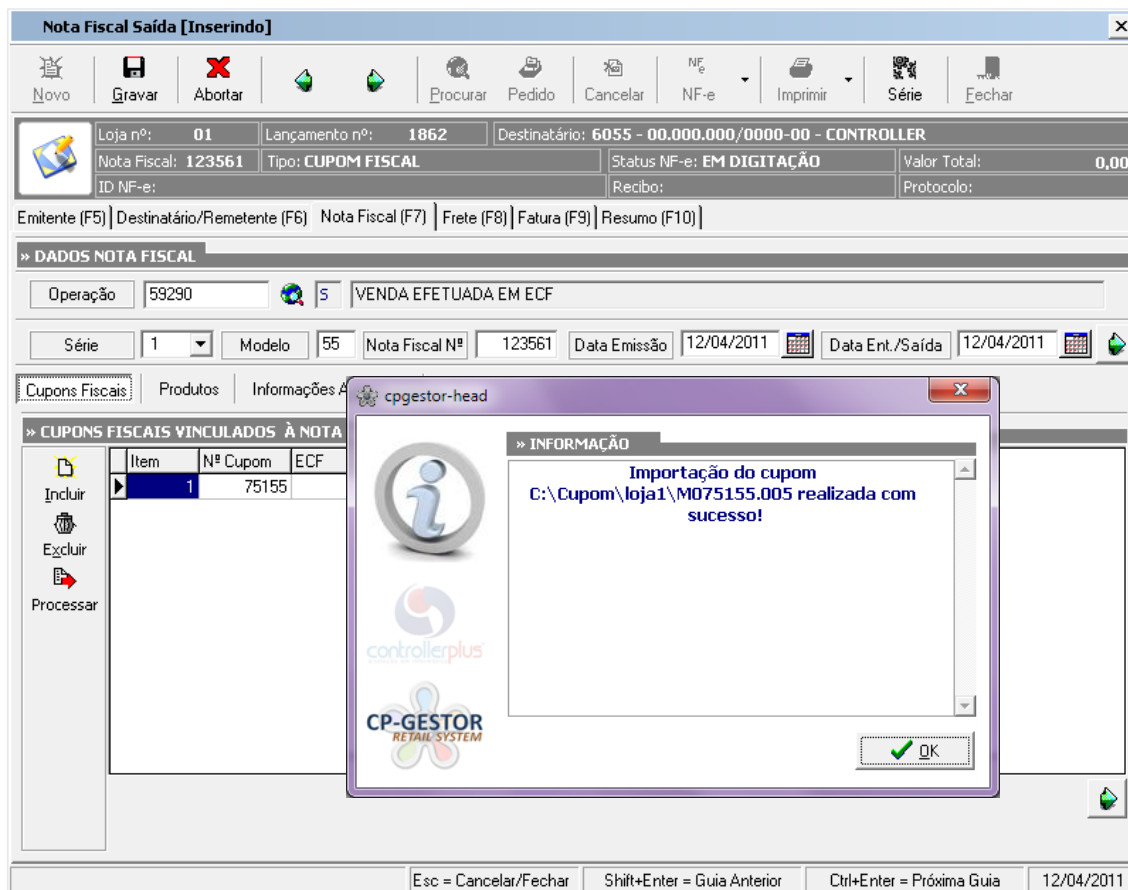 Nota Fiscal Saída [Inserindo]
Novo Gravar Abortar Procurar Pedido Cancelar NF-e Imprimir Série Fechar
Loja nº: 01 Lançamento nº: 1862 Destinatário: 6055 - 00.000.000/0000-00 - CONTROLLER
Nota Fiscal: 123561 Tipo: CUPOM FISCAL Status NF-e: EM DIGITAÇÃO Valor Total: 0,00
ID NF-e: Recibo: Protocolo:
Emitente (F5) Destinatário/Remetente (F6) Nota Fiscal (F7) Frete (F8) Fatura (F9) Resumo (F10)
» DADOS NOTA FISCAL
Operação 59290 S VENDA EFETUADA EM ECF
Série 1 Modelo 55 Nota Fiscal Nº 123561 Data Emissão 12/04/2011 Data Ent./Saída 12/04/2011
Cupons Fiscais Produtos Informações A
» CUPONS FISCAIS VINCULADOS À NOTA
Item Nº Cupom ECF
1 75155
Incluir
Excluir
Processar
cpgestor-head
» INFORMAÇÃO
Importação do cupom
C:\Cupom\loja1\M075155.005 realizada com
sucesso!
controllerplus
CP-GESTOR
RETAIL SYSTEM
OK
Esc = Cancelar/Fechar Shift+Enter = Guia Anterior Ctrl+Enter = Próxima Guia 12/04/2011